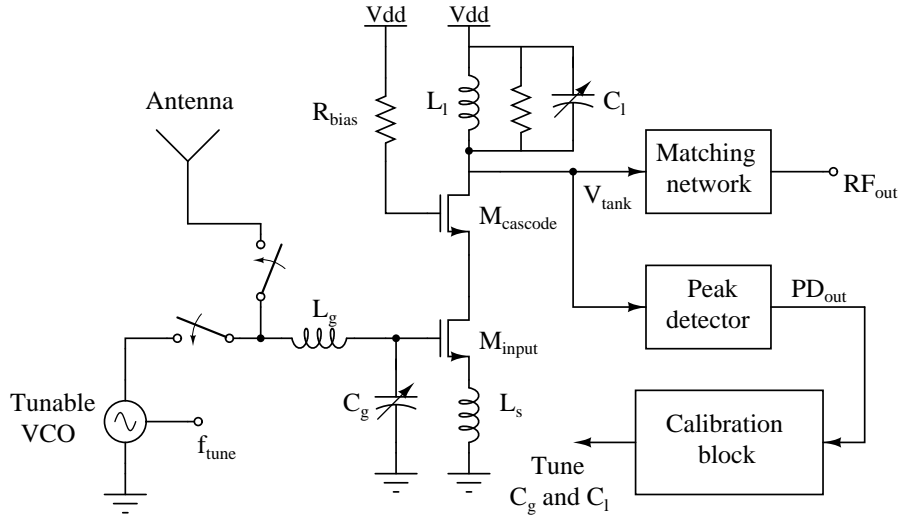 Vdd
Vdd
Antenna
R_bias
L_l
C_l
Matching
network
RF_out
V_tank
M_cascode
L_g
Peak
detector
PD_out
M_input
Tunable
VCO
f_tune
C_g
L_s
Calibration
block
Tune
C_g and C_l